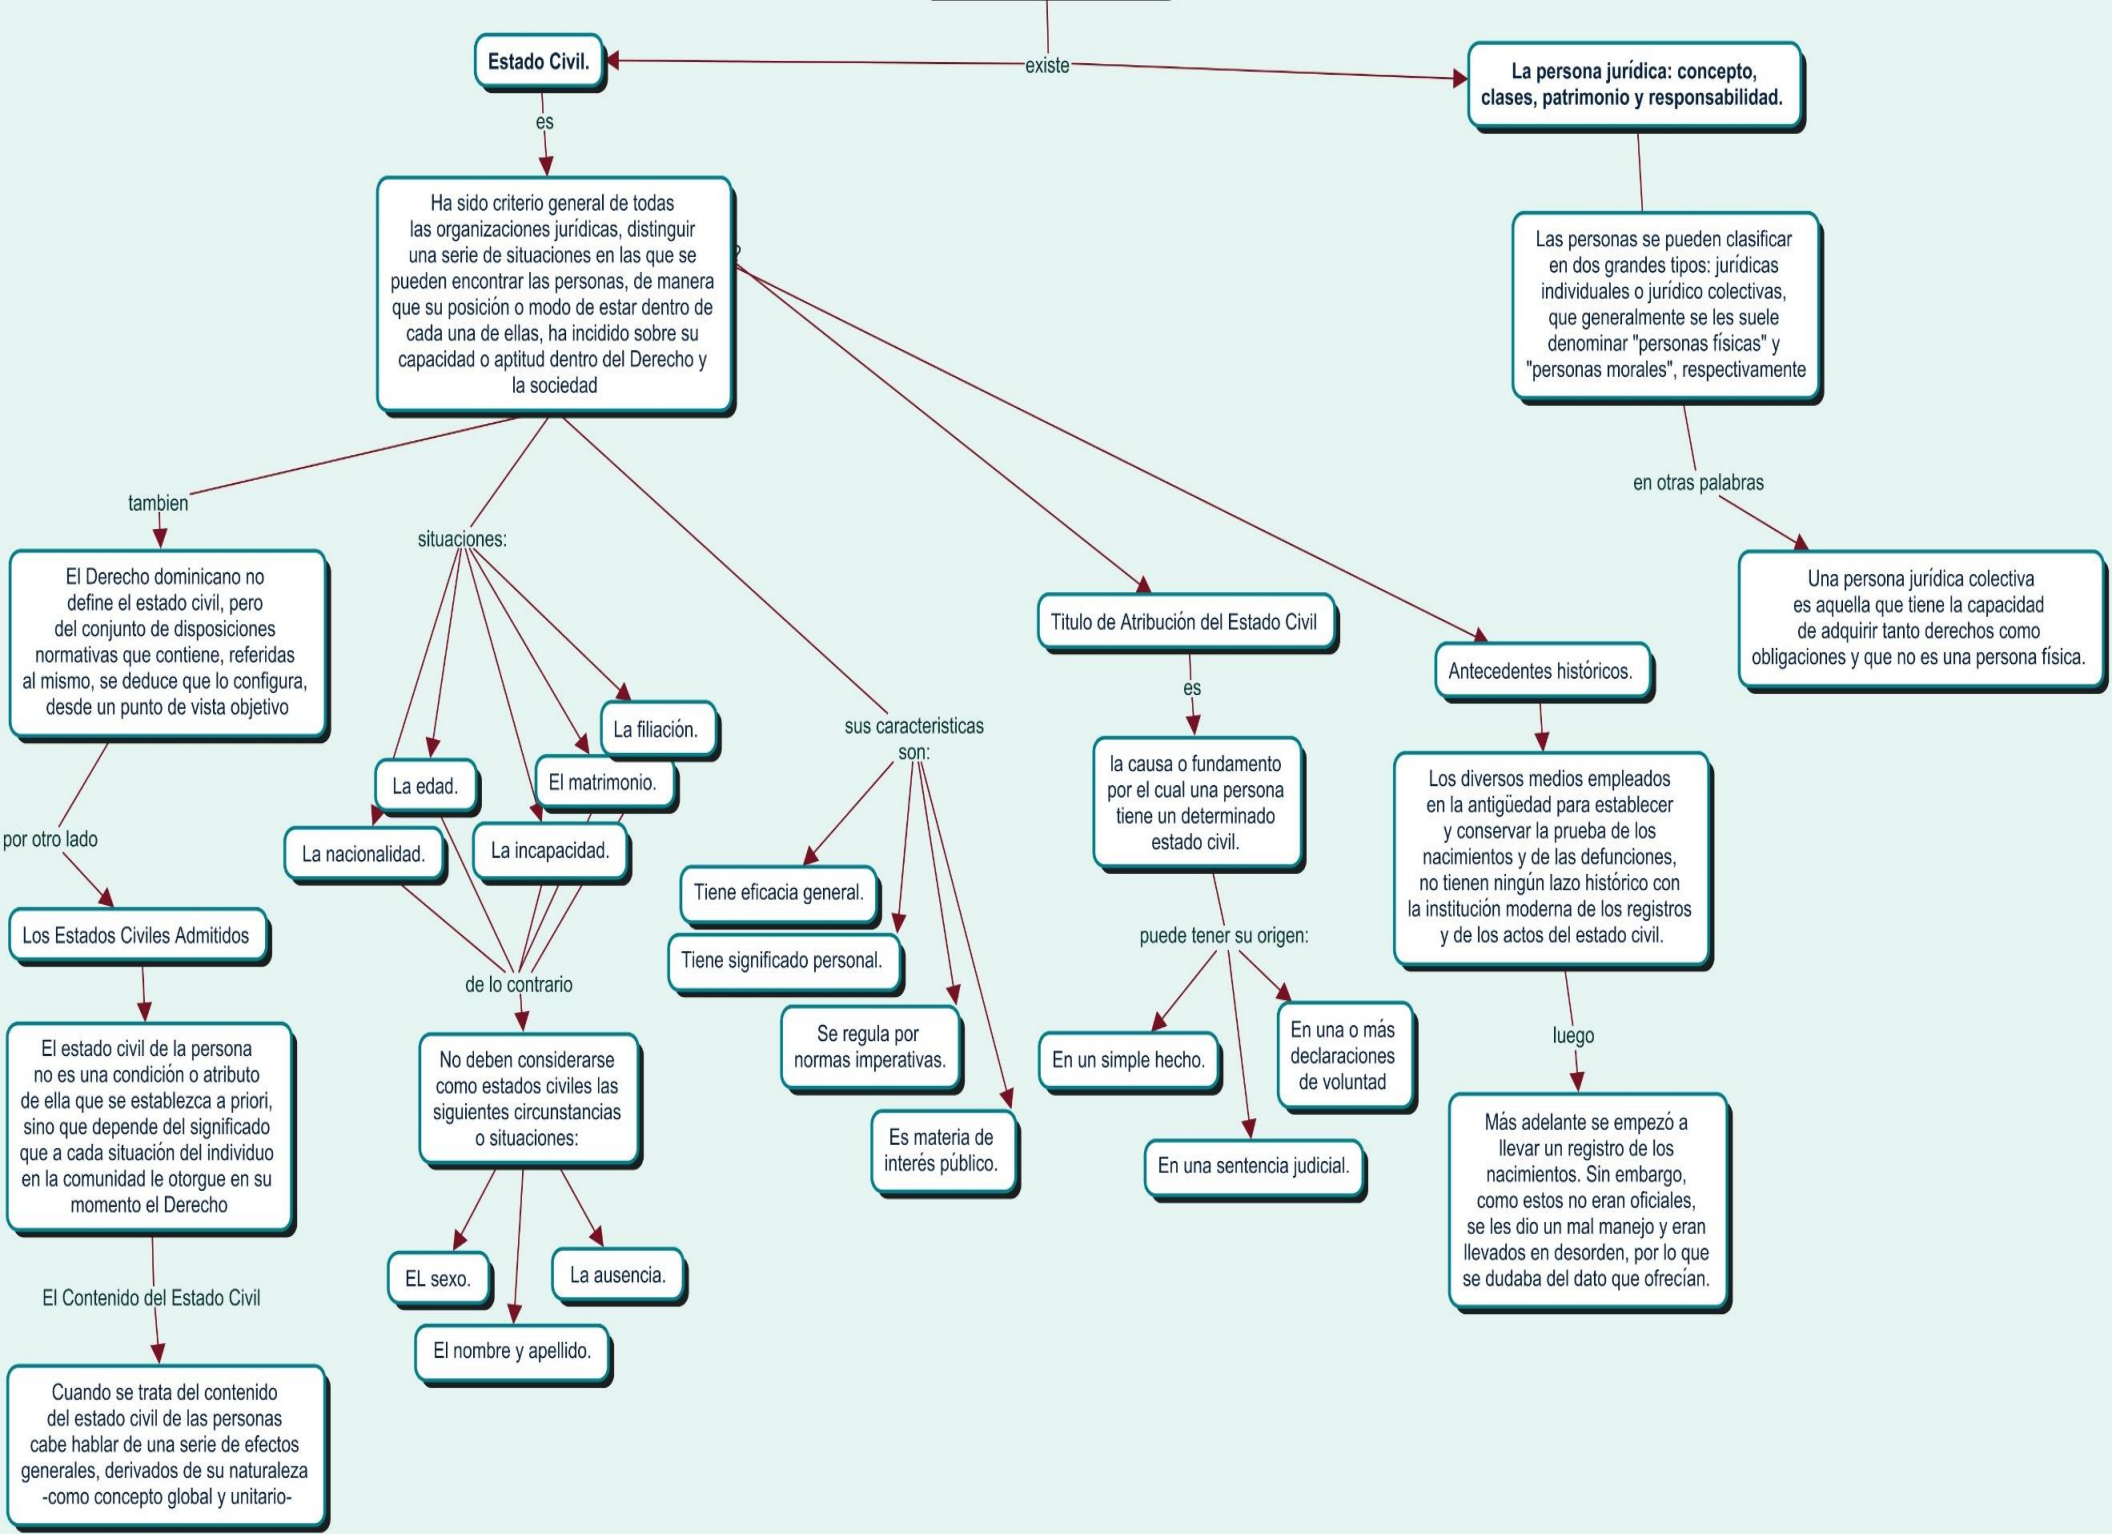 existe
Estado Civil.
es
Ha sido criterio general de todas
las organizaciones jurídicas, distinguir
una serie de situaciones en las que se
pueden encontrar las personas, de manera
que su posición o modo de estar dentro de
cada una de ellas, ha incidido sobre su
capacidad o aptitud dentro del Derecho y
la sociedad
tambien
El Derecho dominicano no
define el estado civil, pero
del conjunto de disposiciones
normativas que contiene, referidas
al mismo, se deduce que lo configura,
desde un punto de vista objetivo
por otro lado
Los Estados Civiles Admitidos
El estado civil de la persona
no es una condición o atributo
de ella que se establezca a priori,
sino que depende del significado
que a cada situación del individuo
en la comunidad le otorgue en su
momento el Derecho
El Contenido del Estado Civil
Cuando se trata del contenido
del estado civil de las personas
cabe hablar de una serie de efectos
generales, derivados de su naturaleza
-como concepto global y unitario-
situaciones:
La filiación.
El matrimonio.
La edad.
La incapacidad.
La nacionalidad.
de lo contrario
No deben considerarse
como estados civiles las
siguientes circunstancias
o situaciones:
EL sexo.
La ausencia.
El nombre y apellido.
sus caracteristicas
son:
Tiene eficacia general.
Tiene significado personal.
Se regula por
normas imperativas.
Es materia de
interés público.
Titulo de Atribución del Estado Civil
es
la causa o fundamento
por el cual una persona
tiene un determinado
estado civil.
puede tener su origen:
En un simple hecho.
En una o más
declaraciones
de voluntad
En una sentencia judicial.
Antecedentes históricos.
Los diversos medios empleados
en la antigüedad para establecer
y conservar la prueba de los
nacimientos y de las defunciones,
no tienen ningún lazo histórico con
la institución moderna de los registros
y de los actos del estado civil.
luego
Más adelante se empezó a
llevar un registro de los
nacimientos. Sin embargo,
como estos no eran oficiales,
se les dio un mal manejo y eran
llevados en desorden, por lo que
se dudaba del dato que ofrecían.
La persona jurídica: concepto,
clases, patrimonio y responsabilidad.
Las personas se pueden clasificar
en dos grandes tipos: jurídicas
individuales o jurídico colectivas,
que generalmente se les suele
denominar "personas físicas" y
"personas morales", respectivamente
en otras palabras
Una persona jurídica colectiva
es aquella que tiene la capacidad
de adquirir tanto derechos como
obligaciones y que no es una persona física.